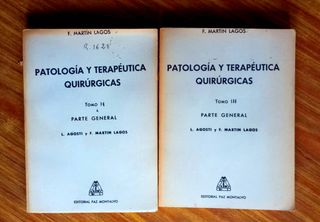 F. MARTIN LAGOS
PATOLOGÍA Y TERAPÉUTICA
QUIRÚRGICAS
TOMO II
PARTE GENERAL
L. AGOSTI y F. MARTIN LAGOS
EDITORIAL PAZ MONTALVO
F. MARTIN LAGOS
PATOLOGÍA Y TERAPÉUTICA
QUIRÚRGICAS
TOMO III
PARTE GENERAL
L. AGOSTI y F. MARTIN LAGOS
EDITORIAL PAZ MONTALVO